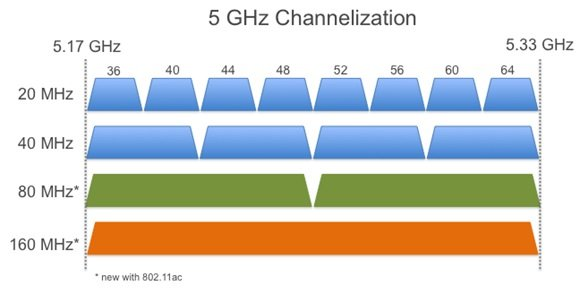 5 GHz Channelization
5.17 GHz 5.33 GHz
36 40 44 48 52 56 60 64
20 MHz
40 MHz
80 MHz*
160 MHz*
* new with 802.11ac